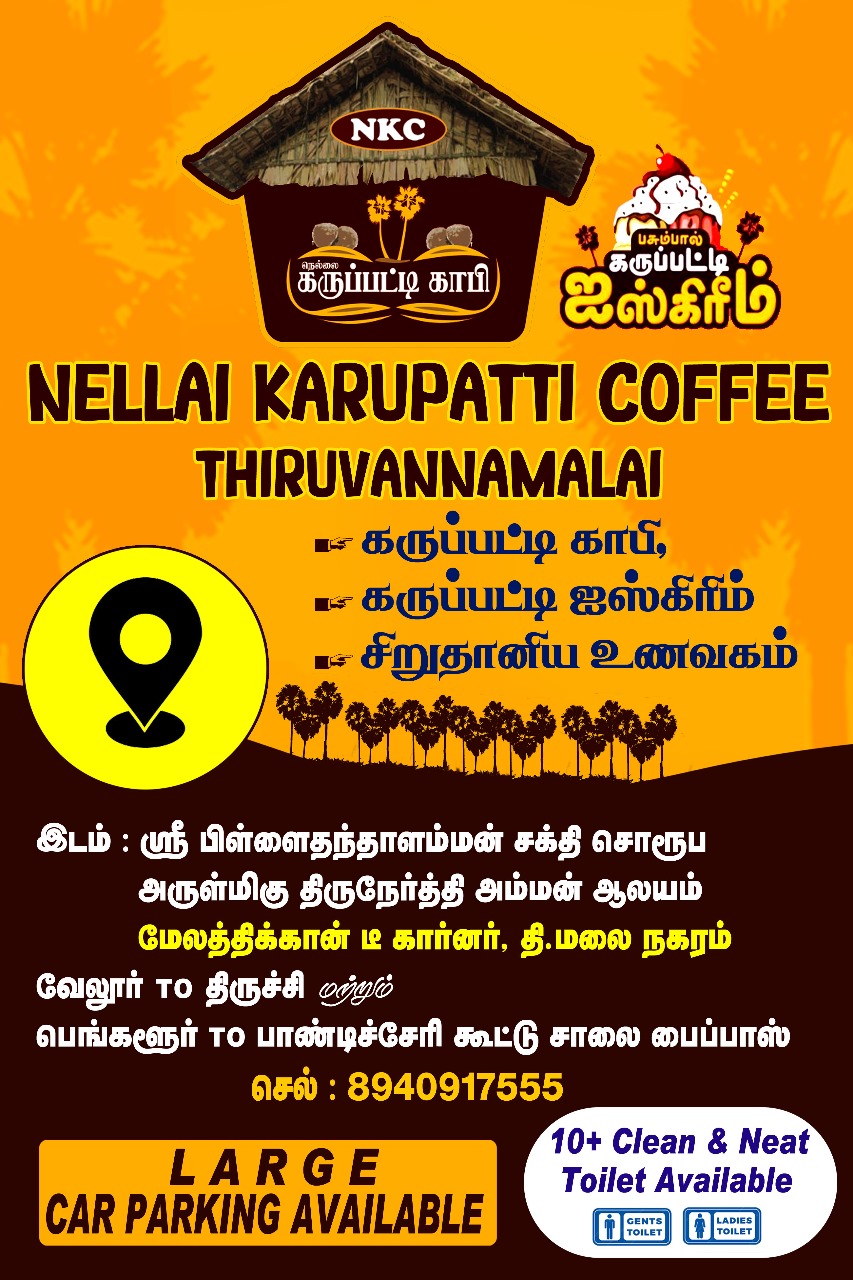 NKC
நெல்லை
கருப்பட்டி காபி
பசும்பால்
கருப்பட்டி
ஐஸ்கிரீம்
NELLAI KARUPATTI COFFEE
THIRUVANNAMALAI
கருப்பட்டி காபி,
கருப்பட்டி ஐஸ்கிரிம்
சிறுதானிய உணவகம்
இடம் : ஸ்ரீ பிள்ளைதந்தாளம்மன் சக்தி சொரூப
அருள்மிகு திருநேர்த்தி அம்மன் ஆலயம்
மேலத்திக்கான் டீ கார்னர், தி.மலை நகரம்
வேலூர் TO திருச்சி மற்றும்
பெங்களூர் TO பாண்டிச்சேரி கூட்டு சாலை பைப்பாஸ்
செல் : 8940917555
LARGE
CAR PARKING AVAILABLE
10+ Clean & Neat
Toilet Available
GENTS
TOILET
LADIES
TOILET